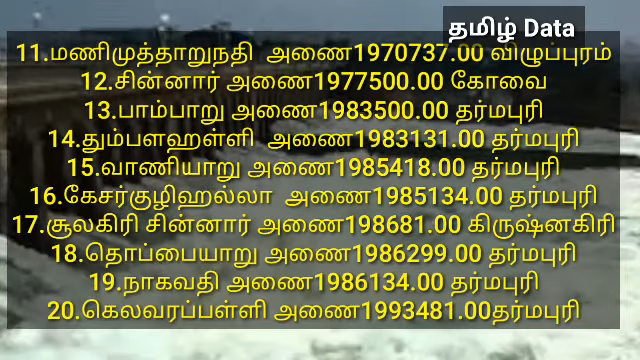 தமிழ் Data
11.மணிமுத்தாறுநதி அணை1970737.00 விழுப்புரம்
12.சின்னார் அணை1977500.00 கோவை
13.பாம்பாறு அணை1983500.00 தர்மபுரி
14.தும்பளஹள்ளி அணை1983131.00 தர்மபுரி
15.வாணியாறு அணை1985418.00 தர்மபுரி
16.கேசர்குழிஹல்லா அணை1985134.00 தர்மபுரி
17.சூலகிரி சின்னார் அணை198681.00 கிருஷ்னகிரி
18.தொப்பையாறு அணை1986299.00 தர்மபுரி
19.நாகவதி அணை1986134.00 தர்மபுரி
20.கெலவரப்பள்ளி அணை1993481.00தர்மபுரி